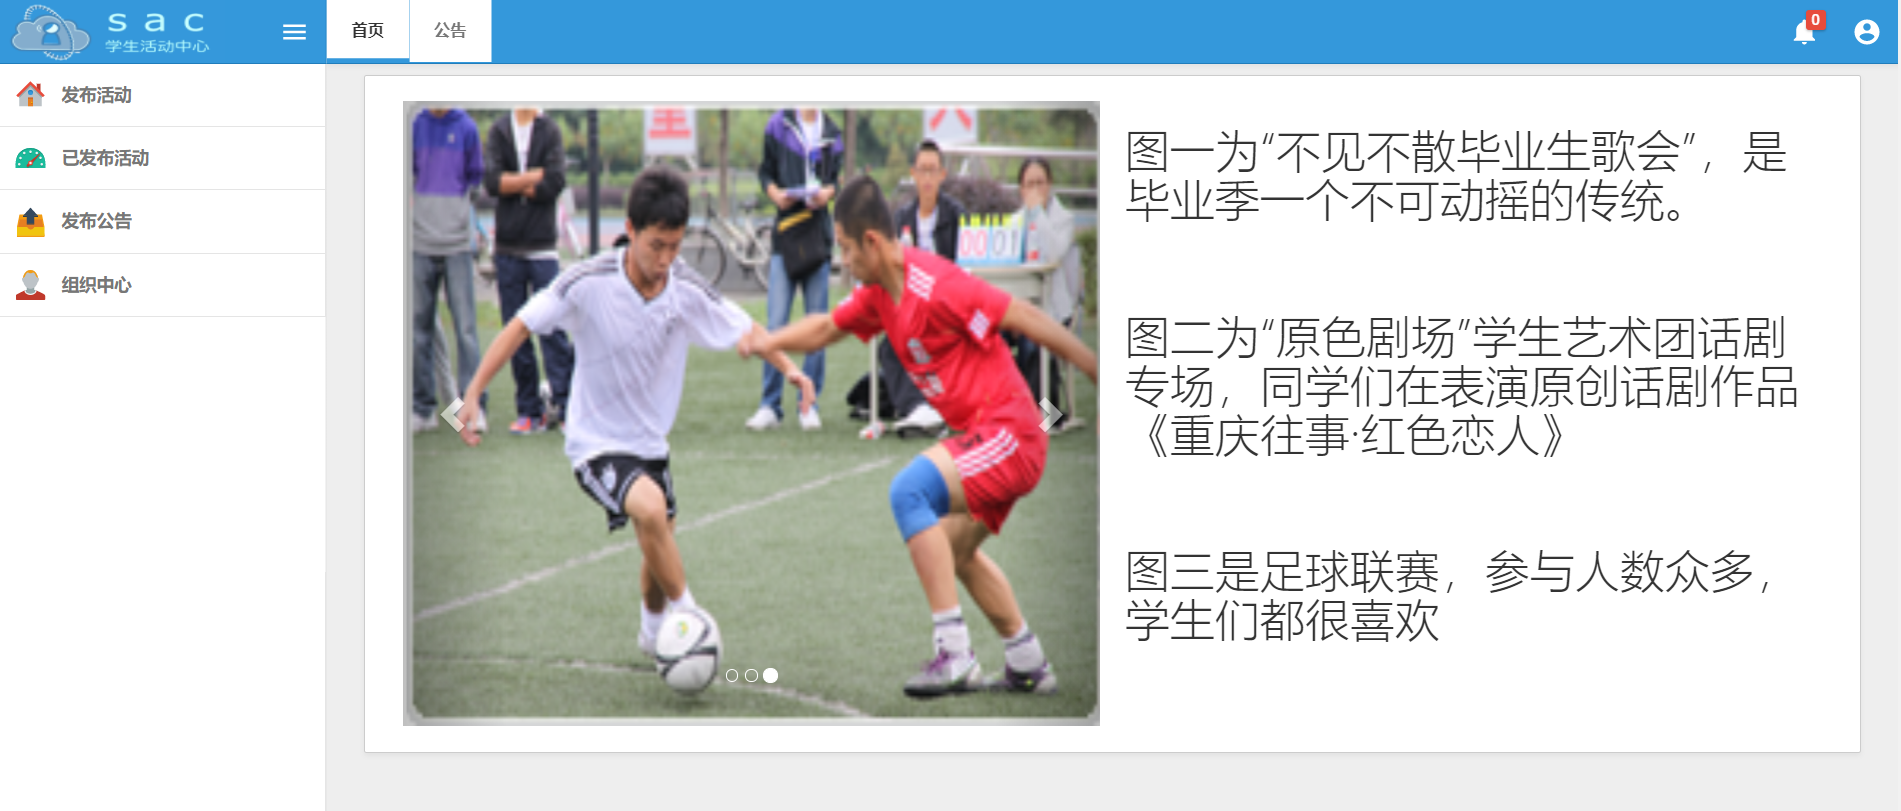 sac
学生活动中心
首页
公告
0
发布活动
已发布活动
发布公告
组织中心
00 01
图一为“不见不散毕业生歌会”，是
毕业季一个不可动摇的传统。
图二为“原色剧场”学生艺术团话剧
专场，同学们在表演原创话剧作品
《重庆往事·红色恋人》
图三是足球联赛，参与人数众多，
学生们都很喜欢